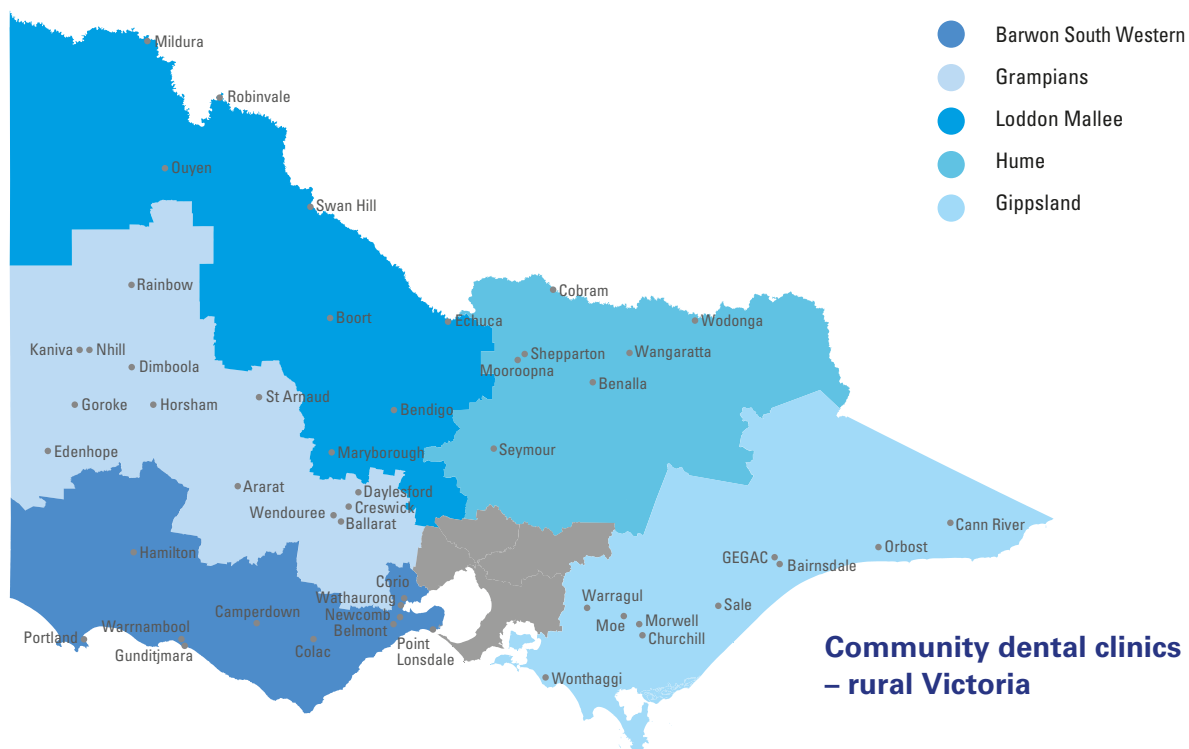 Mildura
Robinvale
Ouyen
Swan Hill
Rainbow
Boort
Echuca
Cobram
Wodonga
Kaniva
Nhill
Dimboola
Shepparton
Mooroopna
Wangaratta
Benalla
Goroke
Horsham
St Arnaud
Bendigo
Edenhope
Maryborough
Seymour
Ararat
Daylesford
Creswick
Wendouree
Ballarat
Hamilton
Cann River
Orbost
GEGAC
Bairnsdale
Corio
Wathaurong
Newcomb
Belmont
Camperdown
Portland
Warrnambool
Gunditjmara
Colac
Point
Lonsdale
Warragul
Moe
Morwell
Churchill
Sale
Wonthaggi
Barwon South Western
Grampians
Loddon Mallee
Hume
Gippsland
Community dental clinics
– rural Victoria